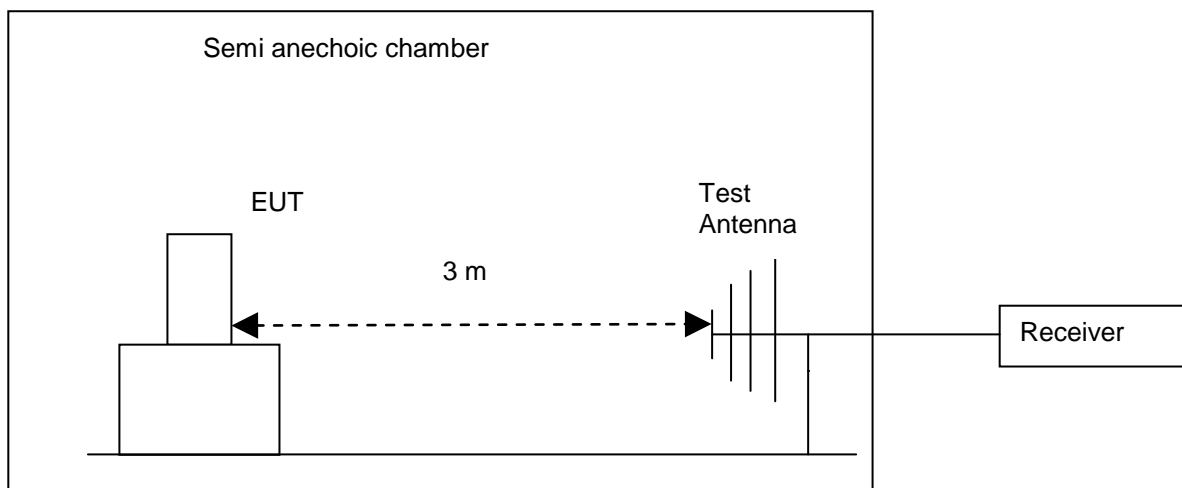 Semi anechoic chamber
EUT
Test
Antenna
3 m
Receiver